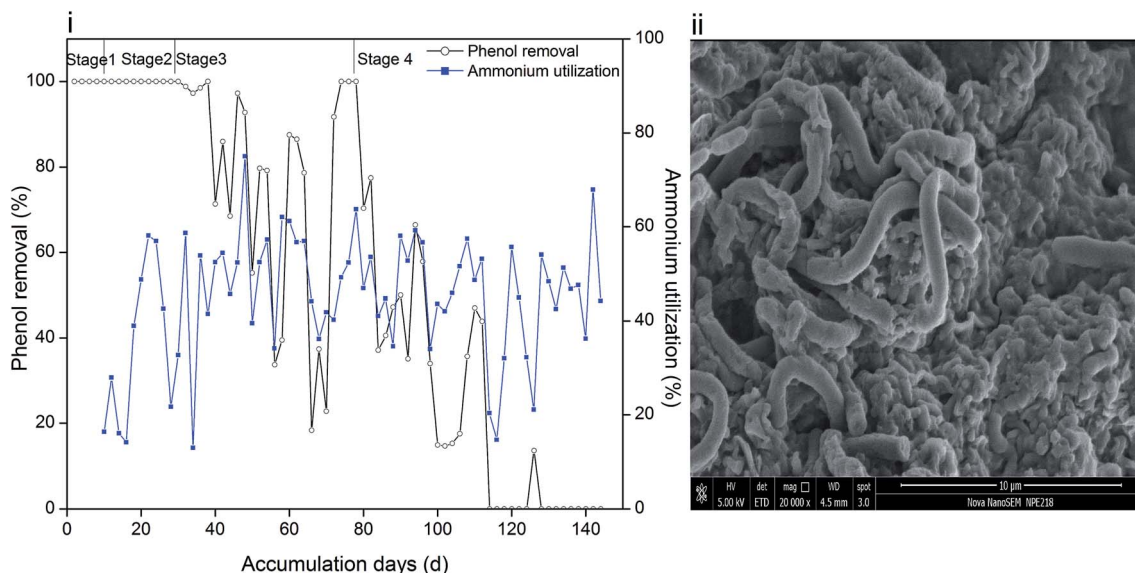 i
Stage1
Stage2
Stage3
Stage 4
Phenol removal
Ammonium utilization
Phenol removal (%)
100
80
60
40
20
0
0
20
40
60
80
100
120
140
Accumulation days (d)
100
80
60
40
20
0
Ammonium utilization (%)
ii
HV
det
mag
WD
spot
10 µm
5.00 kV
ETD
20 000 x
4.5 mm
3.0
Nova NanoSEM NPE218